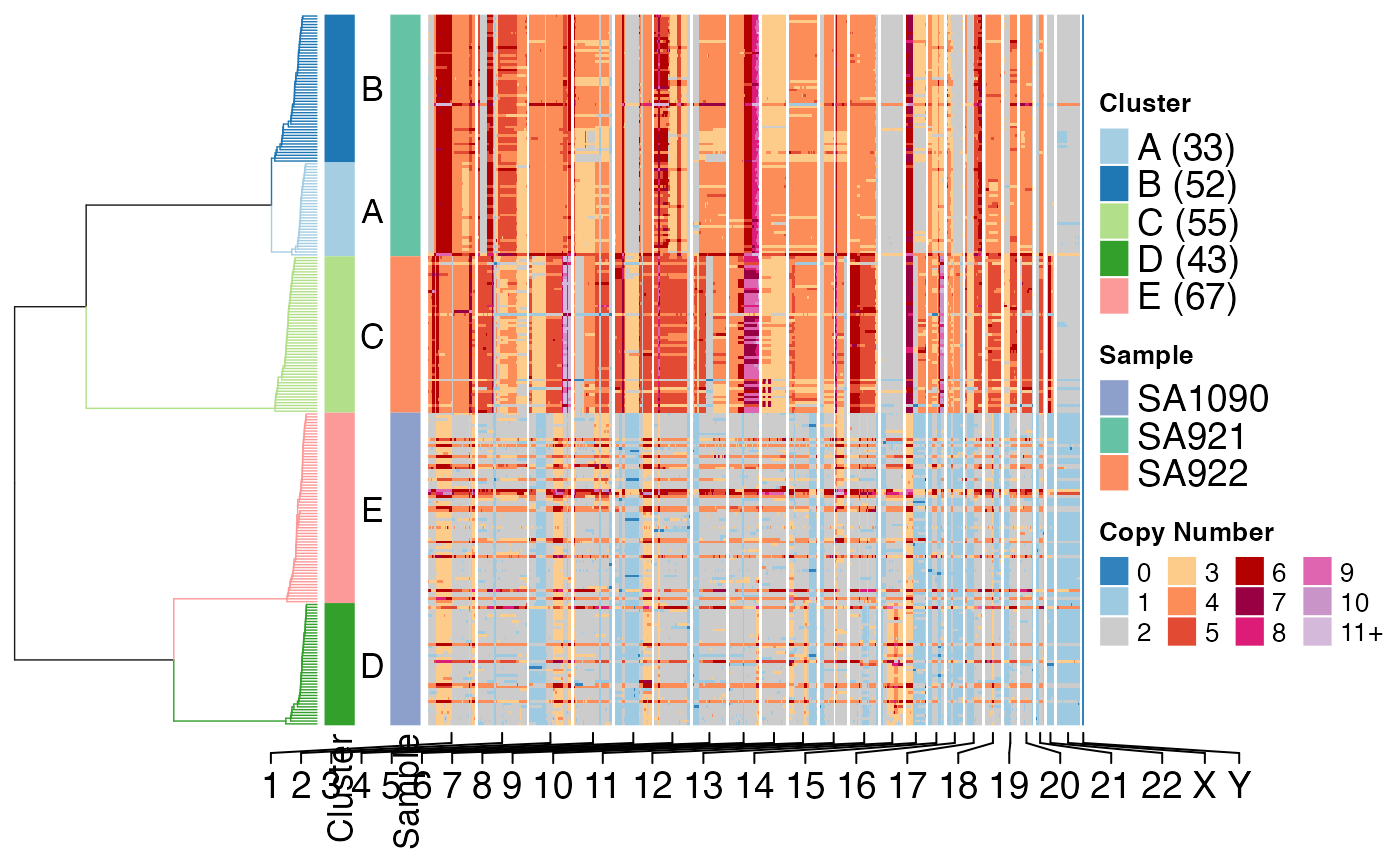 B
A
C
E
D
Cluster
A (33)
B (52)
C (55)
D (43)
E (67)
Sample
SA1090
SA921
SA922
Copy Number
0 3 6 9
1 4 7 10
2 5 8 11+
1 2 3 4 5 6 7 8 9 10 11 12 13 14 15 16 17 18 19 20 21 22 X Y
Cluster
Sample